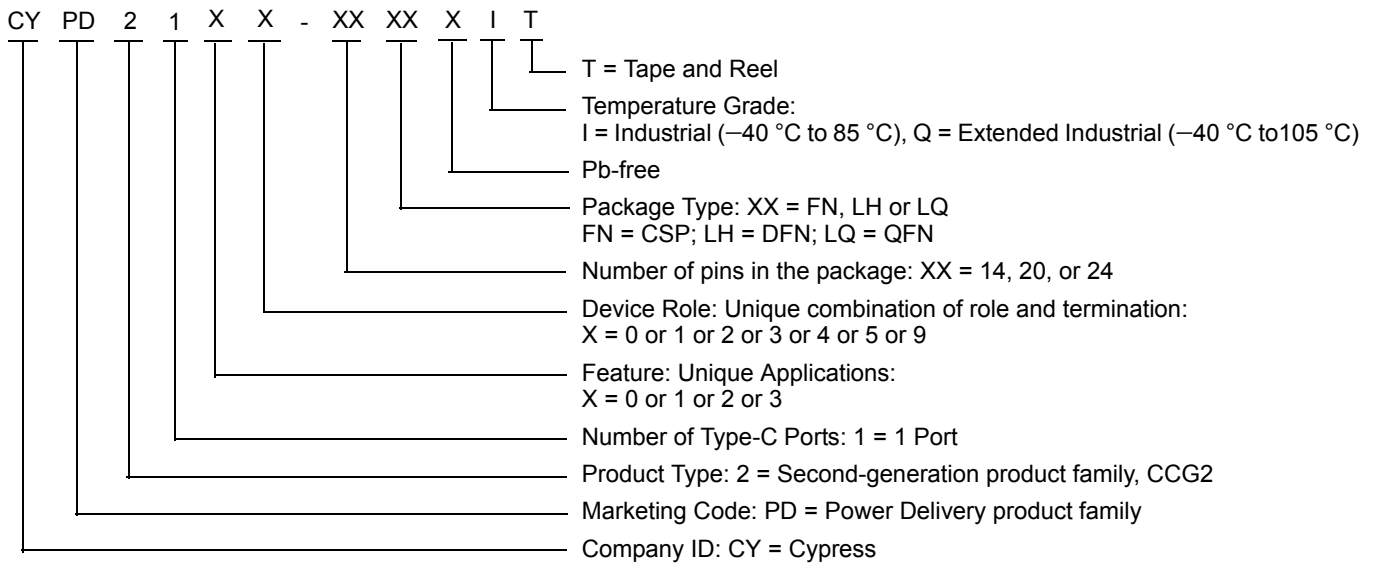 CY PD 2 1 X X - XX XX X I T
T = Tape and Reel
Temperature Grade:
I = Industrial (–40 °C to 85 °C), Q = Extended Industrial (–40 °C to105 °C)
Pb-free
Package Type: XX = FN, LH or LQ
FN = CSP; LH = DFN; LQ = QFN
Number of pins in the package: XX = 14, 20, or 24
Device Role: Unique combination of role and termination:
X = 0 or 1 or 2 or 3 or 4 or 5 or 9
Feature: Unique Applications:
X = 0 or 1 or 2 or 3
Number of Type-C Ports: 1 = 1 Port
Product Type: 2 = Second-generation product family, CCG2
Marketing Code: PD = Power Delivery product family
Company ID: CY = Cypress